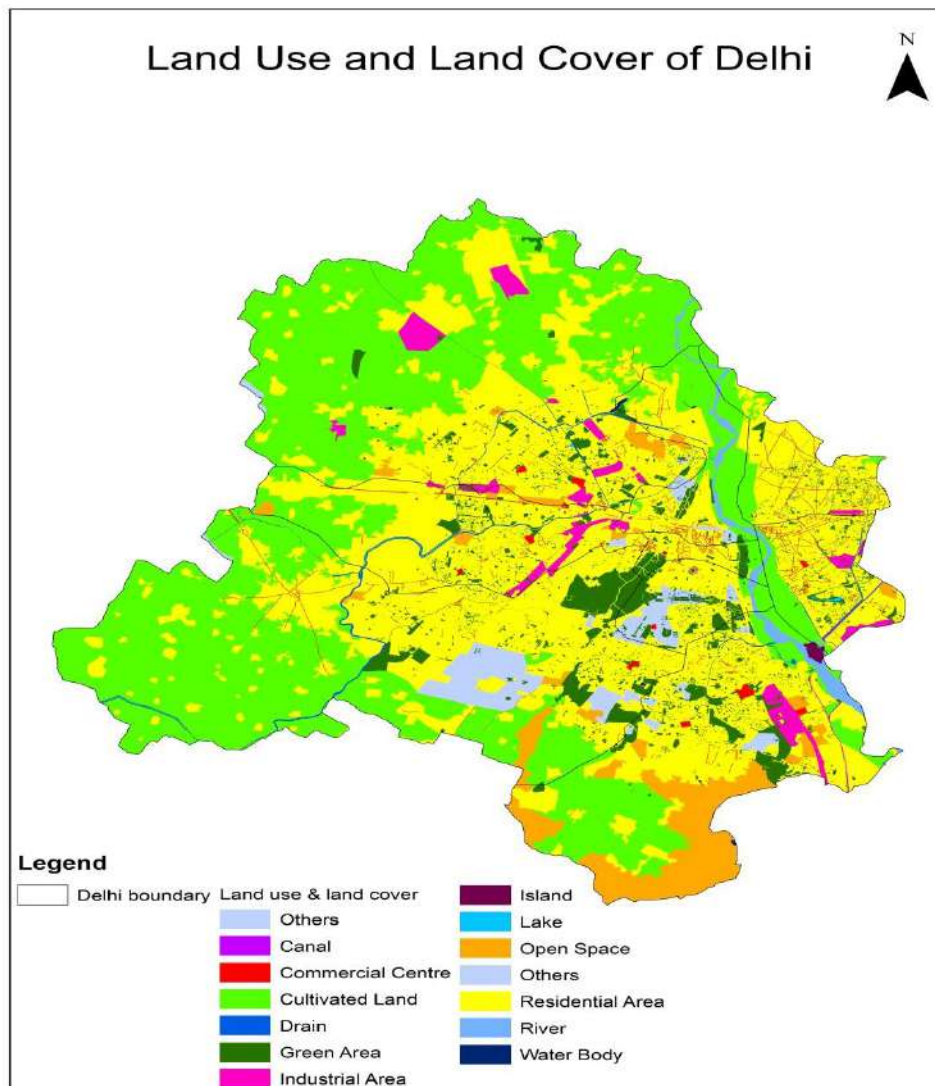 Land Use and Land Cover of Delhi
N
Legend
Delhi boundary
Land use & land cover
Others
Canal
Commercial Centre
Cultivated Land
Drain
Green Area
Industrial Area
Island
Lake
Open Space
Others
Residential Area
River
Water Body